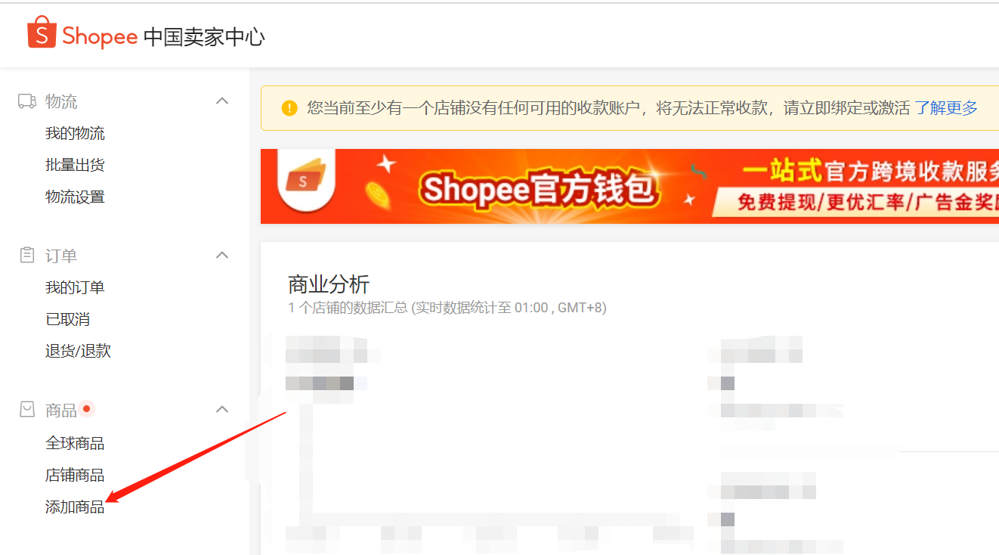 Shopee 中国卖家中心
物流
我的物流
批量出货
物流设置
订单
我的订单
已取消
退货/退款
商品
全球商品
店铺商品
添加商品
您当前至少有一个店铺没有任何可用的收款账户，将无法正常收款，请立即绑定或激活 了解更多
S
Shopee官方钱包
一站式官方跨境收款服务
免费提现/更优汇率/广告金奖励
商业分析
1 个店铺的数据汇总 (实时数据统计至 01:00 , GMT+8)